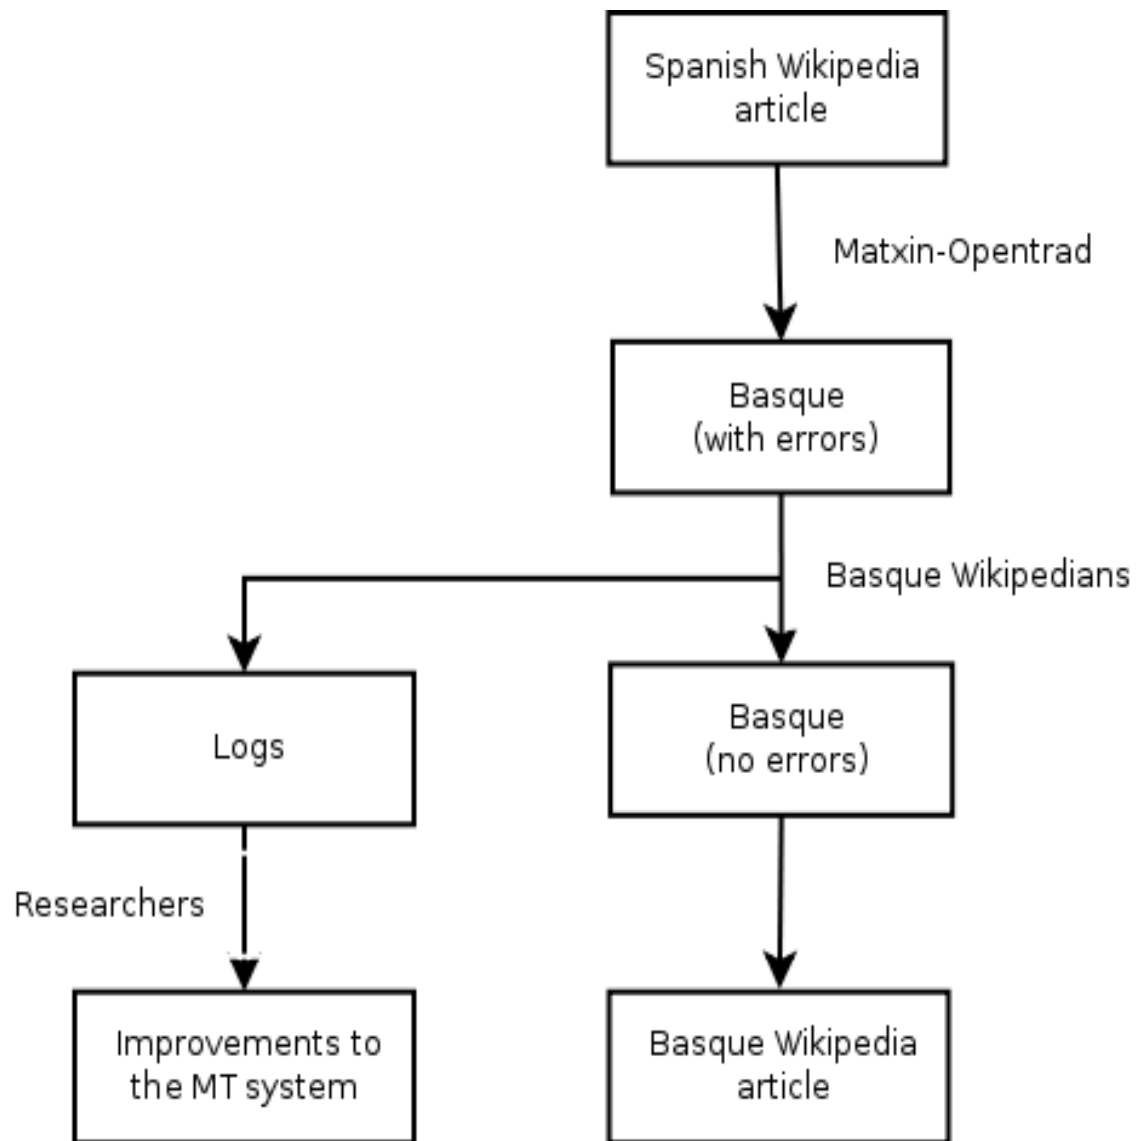 Spanish Wikipedia
article
Matxin-Opentrad
Basque
(with errors)
Basque Wikipedians
Logs
Basque
(no errors)
Researchers
Improvements to
the MT system
Basque Wikipedia
article